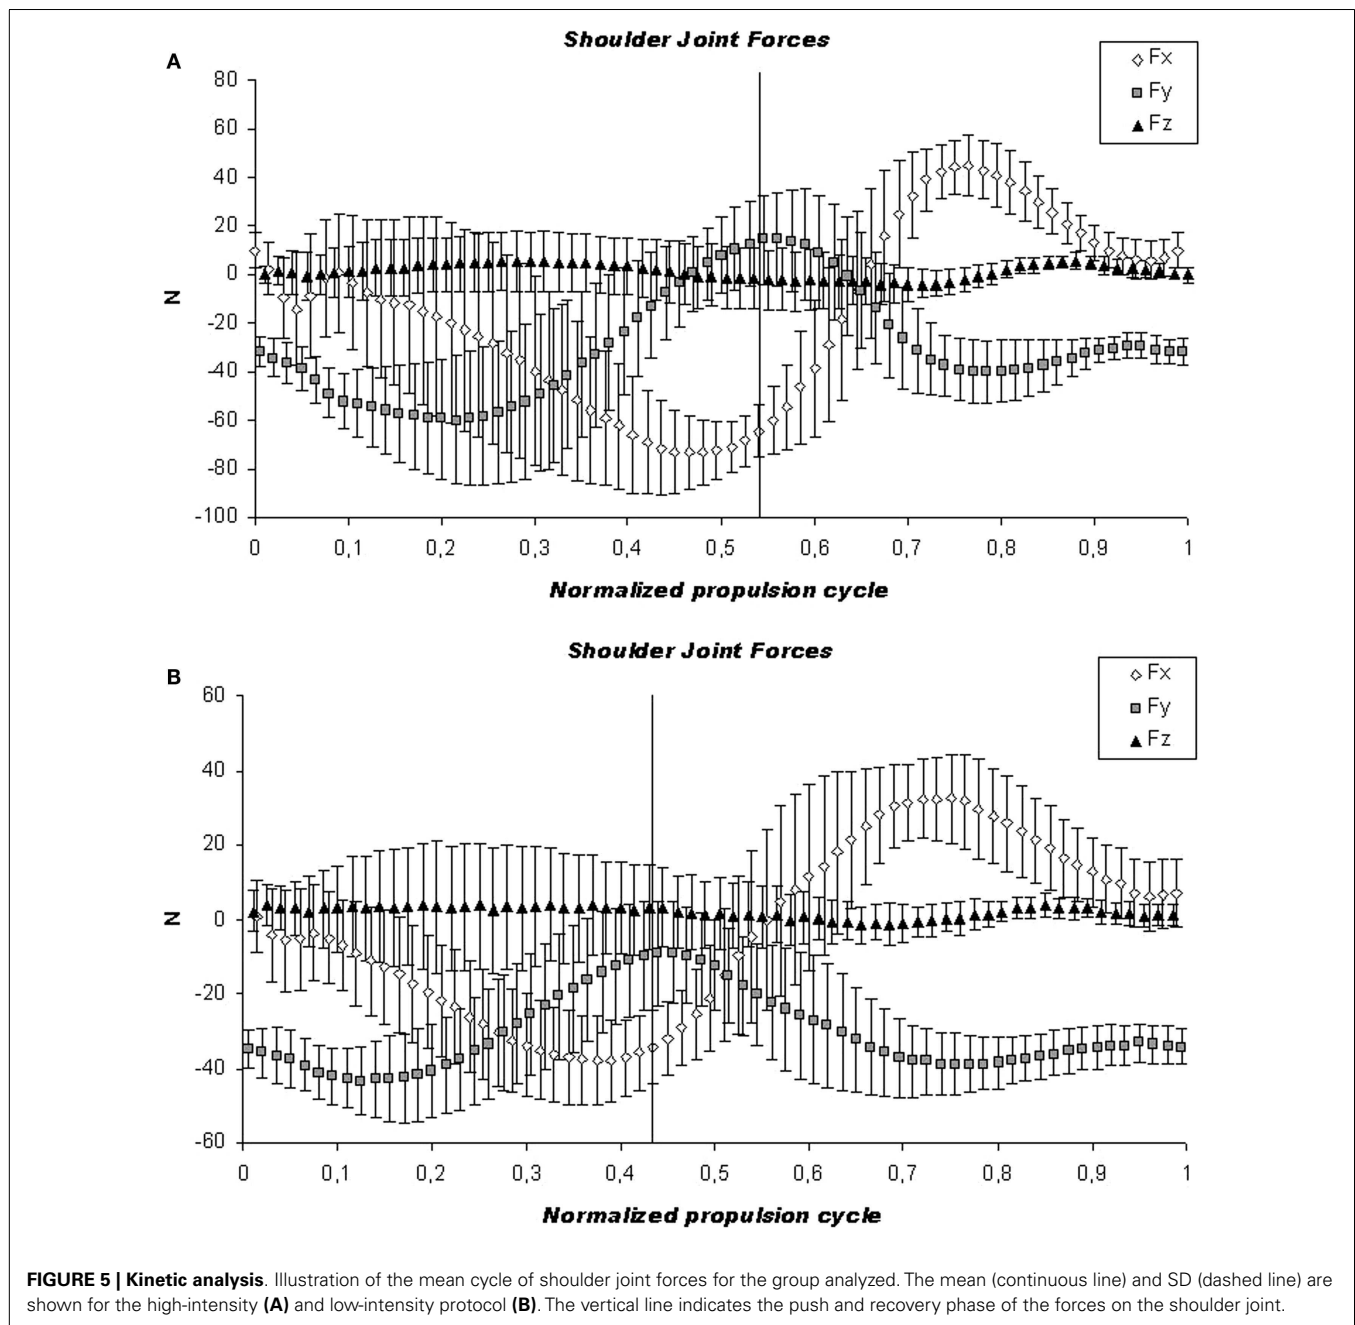 Shoulder Joint Forces
A
Fx
Fy
Fz
80
60
40
20
0
-20
-40
-60
-80
-100
N
0 0,1 0,2 0,3 0,4 0,5 0,6 0,7 0,8 0,9 1
Normalized propulsion cycle
Shoulder Joint Forces
B
Fx
Fy
Fz
60
40
20
0
-20
-40
-60
N
0 0,1 0,2 0,3 0,4 0,5 0,6 0,7 0,8 0,9 1
Normalized propulsion cycle
FIGURE 5 | Kinetic analysis. Illustration of the mean cycle of shoulder joint forces for the group analyzed. The mean (continuous line) and SD (dashed line) are
shown for the high-intensity (A) and low-intensity protocol (B). The vertical line indicates the push and recovery phase of the forces on the shoulder joint.